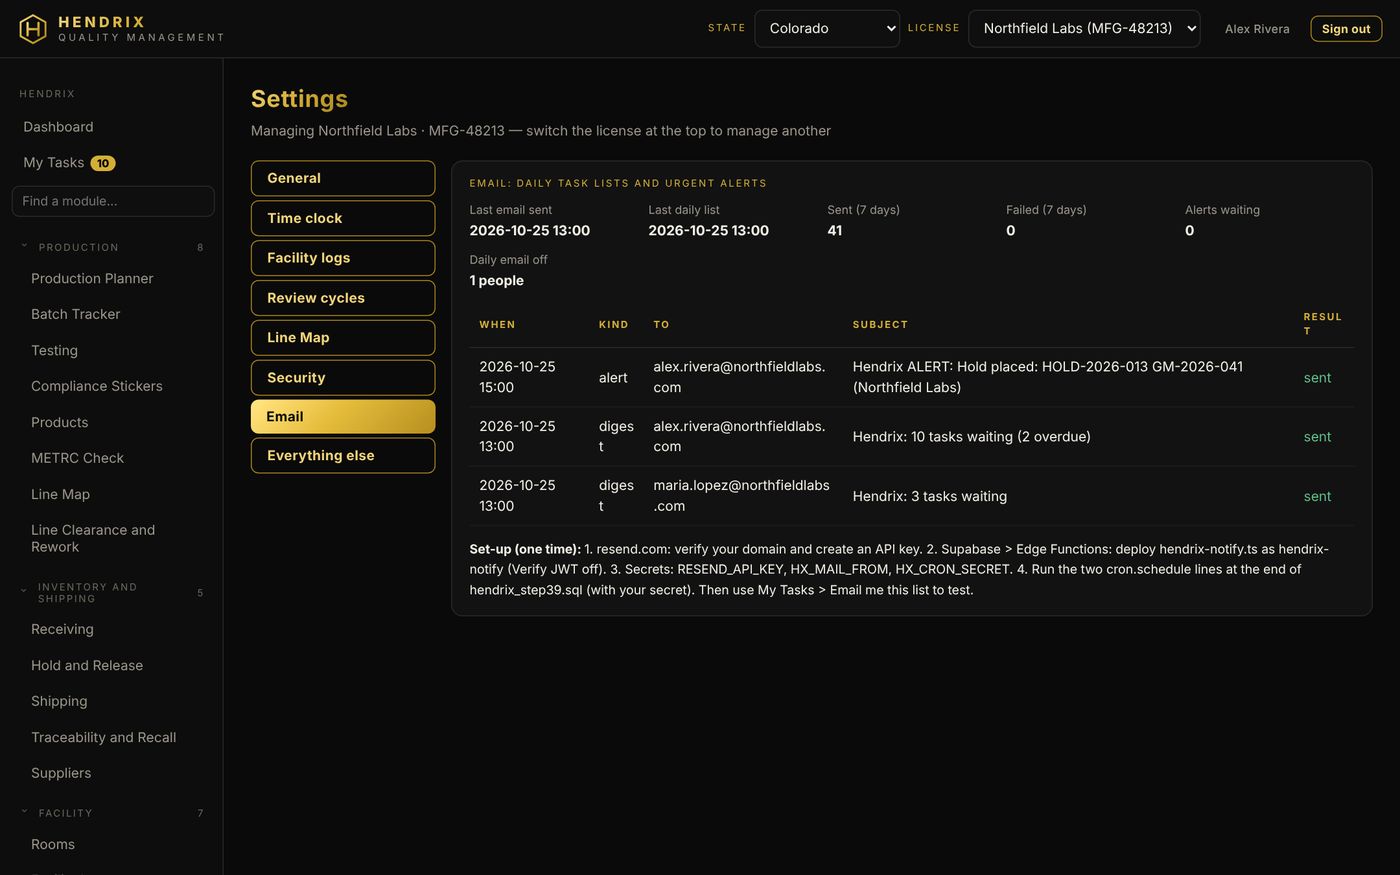 HENDRIX
QUALITY MANAGEMENT
STATE
Colorado
LICENSE
Northfield Labs (MFG-48213)
Alex Rivera
Sign out
HENDRIX
Dashboard
My Tasks 10
Find a module...
PRODUCTION 8
Production Planner
Batch Tracker
Testing
Compliance Stickers
Products
METRC Check
Line Map
Line Clearance and
Rework
INVENTORY AND
SHIPPING 5
Receiving
Hold and Release
Shipping
Traceability and Recall
Suppliers
FACILITY 7
Rooms
Settings
Managing Northfield Labs · MFG-48213 — switch the license at the top to manage another
General
Time clock
Facility logs
Review cycles
Line Map
Security
Email
Everything else
EMAIL: DAILY TASK LISTS AND URGENT ALERTS
Last email sent
2026-10-25 13:00
Last daily list
2026-10-25 13:00
Sent (7 days)
41
Failed (7 days)
0
Alerts waiting
0
Daily email off
1 people
WHEN KIND TO SUBJECT RESUL
T
2026-10-25
15:00
alert
alex.rivera@northfieldlabs.
com
Hendrix ALERT: Hold placed: HOLD-2026-013 GM-2026-041
(Northfield Labs)
sent
2026-10-25
13:00
diges
t
alex.rivera@northfieldlabs.
com
Hendrix: 10 tasks waiting (2 overdue)
sent
2026-10-25
13:00
diges
t
maria.lopez@northfieldlabs
.com
Hendrix: 3 tasks waiting
sent
Set-up (one time): 1. resend.com: verify your domain and create an API key. 2. Supabase > Edge Functions: deploy hendrix-notify.ts as hendrix-
notify (Verify JWT off). 3. Secrets: RESEND_API_KEY, HX_MAIL_FROM, HX_CRON_SECRET. 4. Run the two cron.schedule lines at the end of
hendrix_step39.sql (with your secret). Then use My Tasks > Email me this list to test.